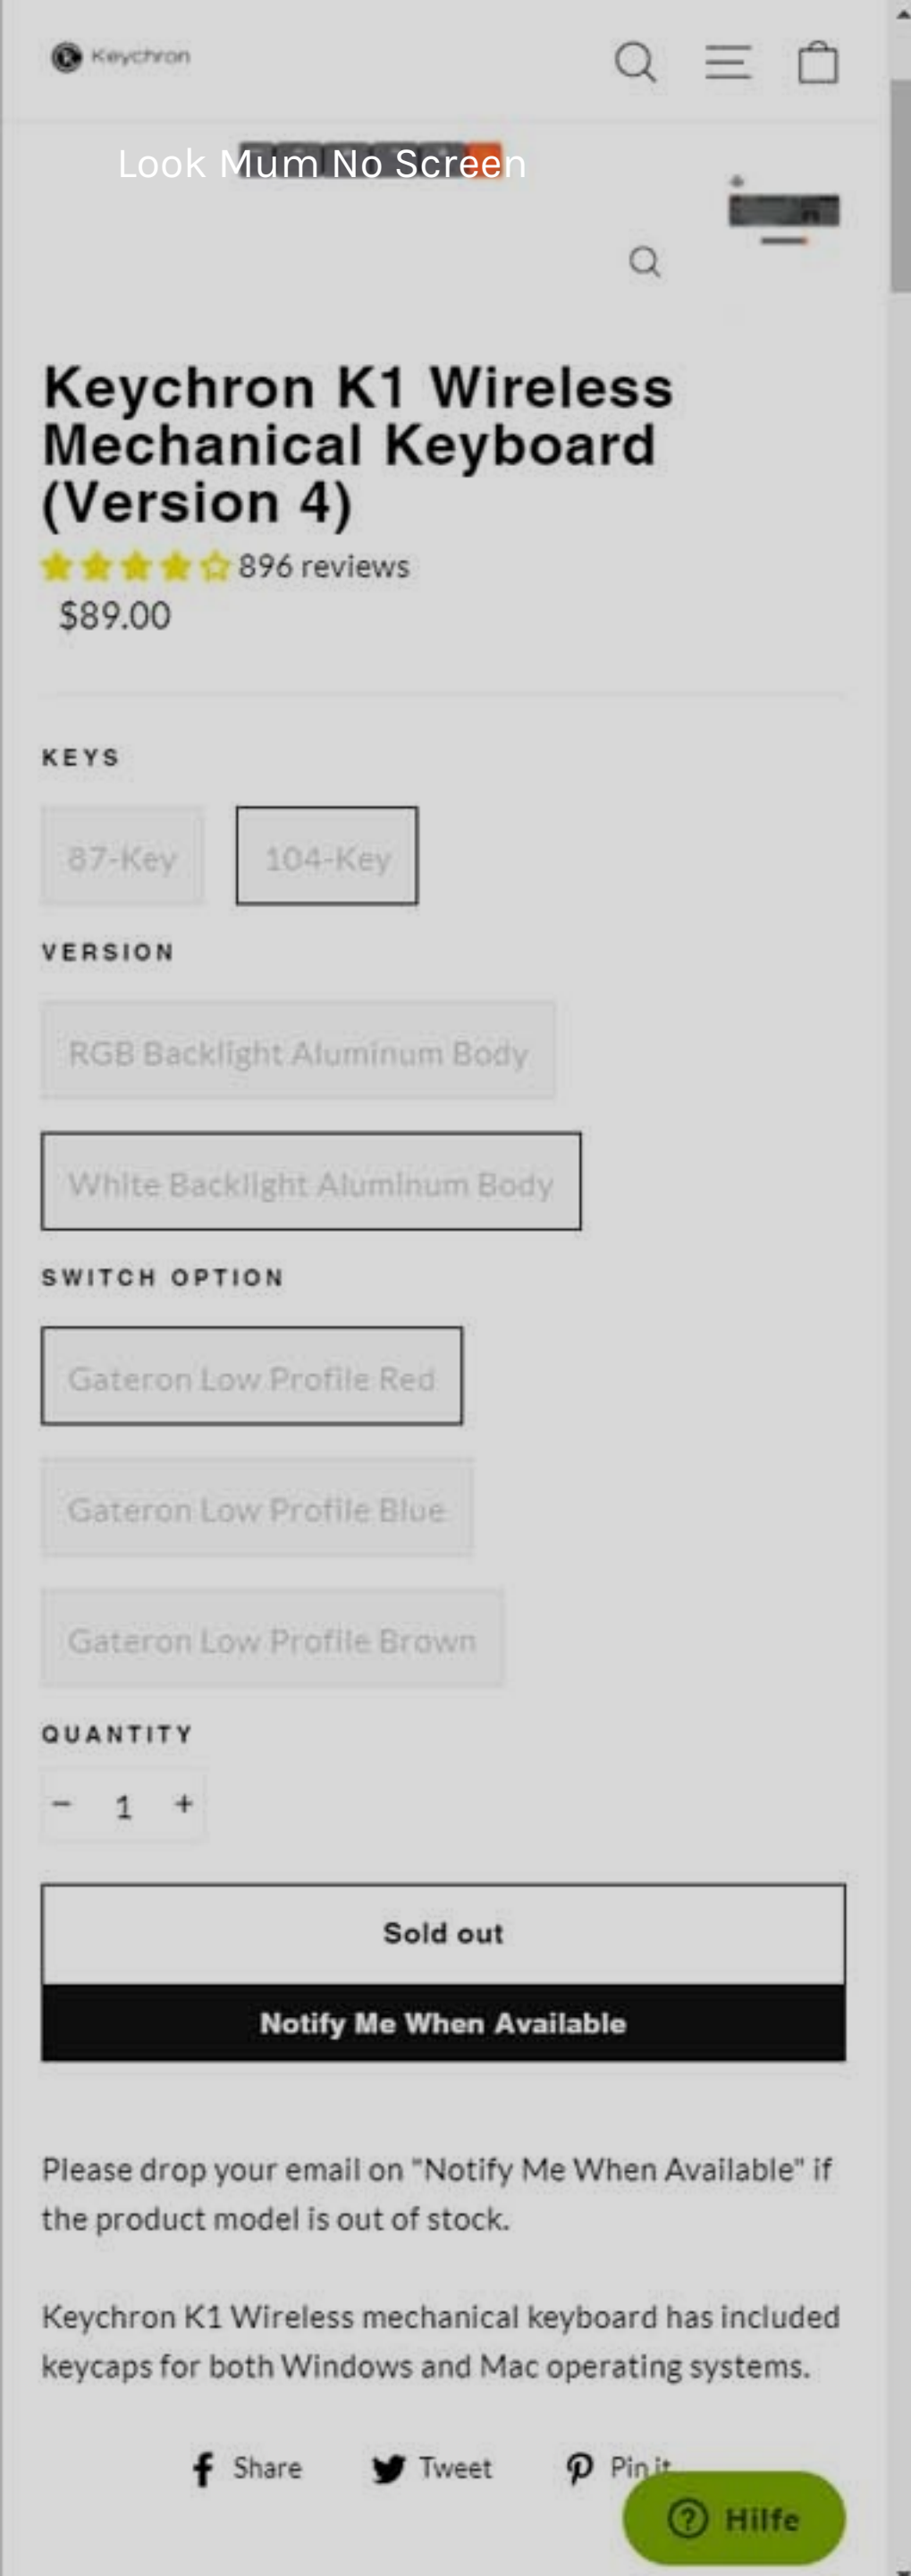 Keychron
Look Mum No Screen
Keychron K1 Wireless
Mechanical Keyboard
(Version 4)
896 reviews
$89.00
KEYS
87-Key 104-Key
VERSION
RGB Backlight Aluminum Body
White Backlight Aluminum Body
SWITCH OPTION
Gateron Low Profile Red
Gateron Low Profile Blue
Gateron Low Profile Brown
QUANTITY
− 1 +
Sold out
Notify Me When Available
Please drop your email on "Notify Me When Available" if
the product model is out of stock.
Keychron K1 Wireless mechanical keyboard has included
keycaps for both Windows and Mac operating systems.
Share Tweet Pin it
Hilfe